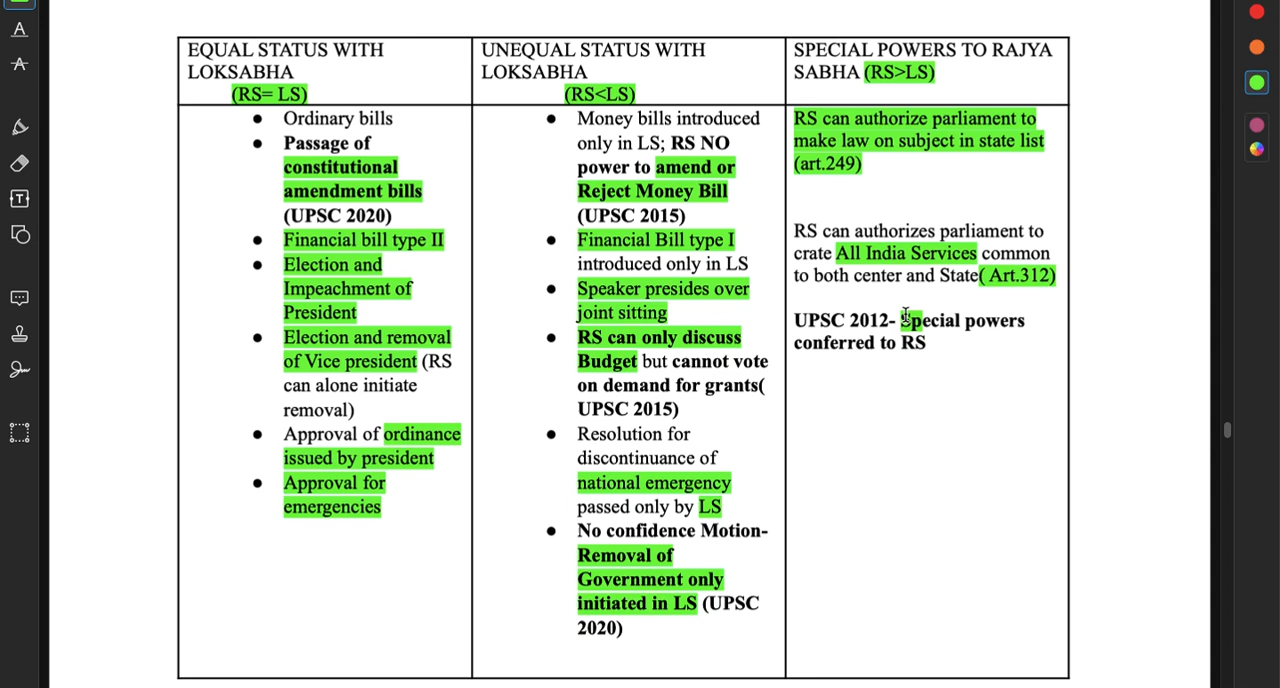 EQUAL STATUS WITH
LOKSABHA
(RS= LS)
● Ordinary bills
● Passage of
constitutional
amendment bills
(UPSC 2020)
● Financial bill type II
● Election and
Impeachment of
President
● Election and removal
of Vice president (RS
can alone initiate
removal)
● Approval of ordinance
issued by president
● Approval for
emergencies
UNEQUAL STATUS WITH
LOKSABHA
(RS<LS)
● Money bills introduced
only in LS; RS NO
power to amend or
Reject Money Bill
(UPSC 2015)
● Financial Bill type I
introduced only in LS
● Speaker presides over
joint sitting
● RS can only discuss
Budget but cannot vote
on demand for grants(
UPSC 2015)
● Resolution for
discontinuance of
national emergency
passed only by LS
● No confidence Motion-
Removal of
Government only
initiated in LS (UPSC
2020)
SPECIAL POWERS TO RAJYA
SABHA (RS>LS)
RS can authorize parliament to
make law on subject in state list
(art.249)
RS can authorizes parliament to
crate All India Services common
to both center and State( Art.312)
UPSC 2012- Special powers
conferred to RS